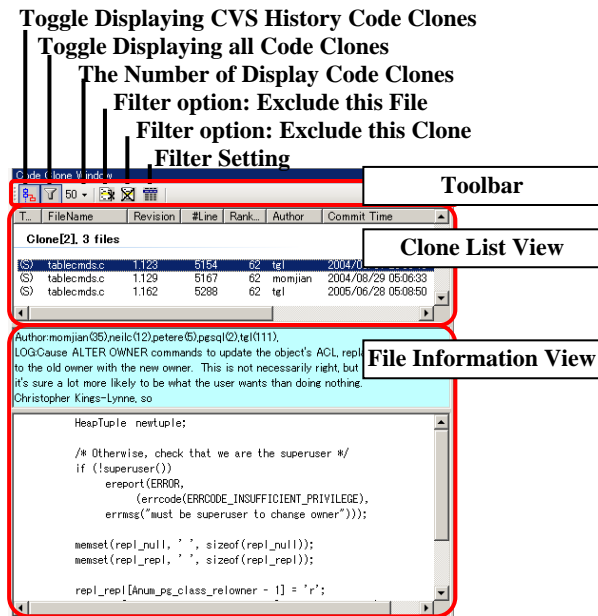 Toggle Displaying CVS History Code Clones
Toggle Displaying all Code Clones
The Number of Display Code Clones
Filter option: Exclude this File
Filter option: Exclude this Clone
Filter Setting
Code Clone Window
50
Toolbar
T... FileName Revision #Line Rank... Author Commit Time
Clone[2], 3 files
Clone List View
(S) tablecmds.c 1.123 5154 62 tgl
(S) tablecmds.c 1.129 5167 62 momjian 2004/08/29 05:06:33
(S) tablecmds.c 1.162 5288 62 tgl 2005/06/28 05:08:50
Author:momjian(35),neilc(12),petere(5),pgsql(2),tgl(111),
LOG:Cause ALTER OWNER commands to update the object's ACL, repl
File Information View
to the old owner with the new owner. This is not necessarily right, but
it's sure a lot more likely to be what the user wants than doing nothing.
Christopher Kings-Lynne, so
HeapTuple newtuple;
/* Otherwise, check that we are the superuser */
if (!superuser())
ereport(ERROR,
(errcode(ERRCODE_INSUFFICIENT_PRIVILEGE),
errmsg("must be superuser to change owner")));
memset(repl_null, ' ', sizeof(repl_null));
memset(repl_repl, ' ', sizeof(repl_repl));
repl_repl[Anum_pg_class_relowner - 1] = 'r';